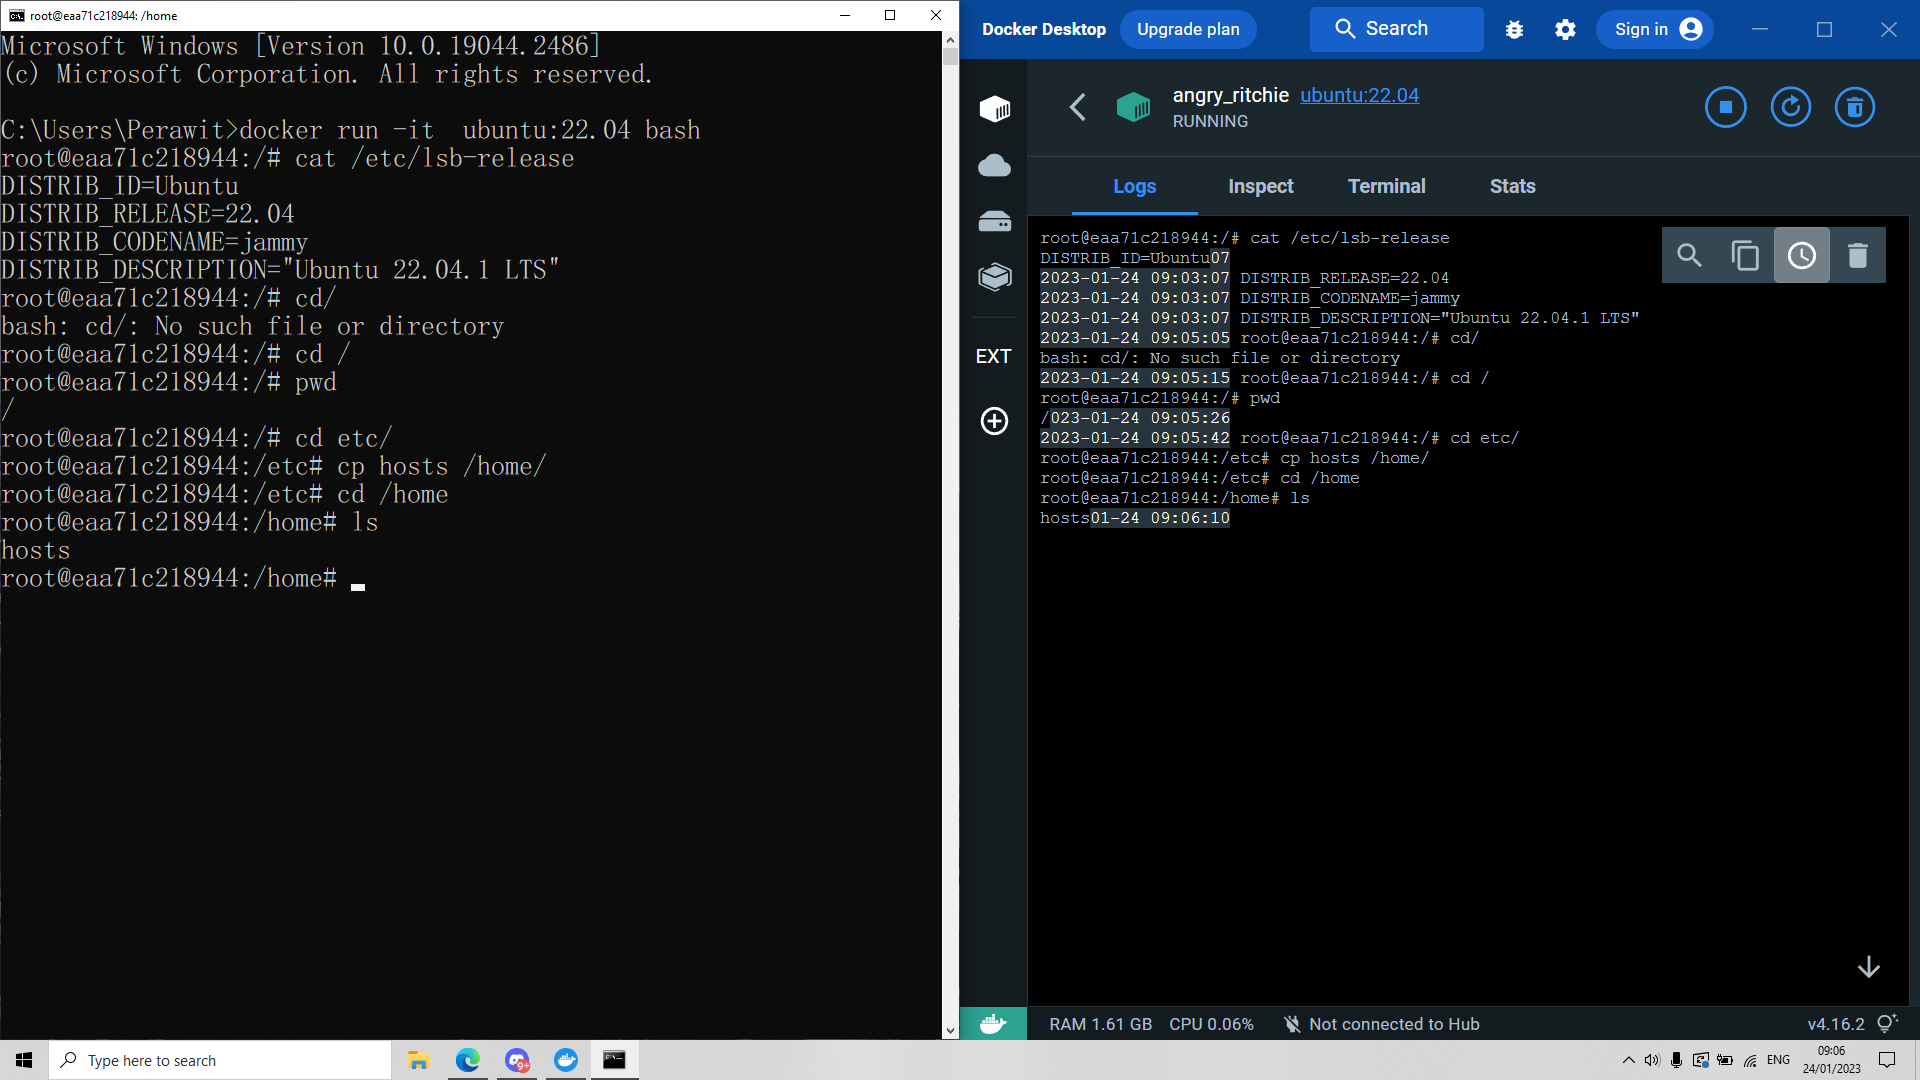 root@eaa71c218944: /home
Microsoft Windows [Version 10.0.19044.2486]
(c) Microsoft Corporation. All rights reserved.
C:\Users\Perawit>docker run -it  ubuntu:22.04 bash
root@eaa71c218944:/# cat /etc/lsb-release
DISTRIB_ID=Ubuntu
DISTRIB_RELEASE=22.04
DISTRIB_CODENAME=jammy
DISTRIB_DESCRIPTION="Ubuntu 22.04.1 LTS"
root@eaa71c218944:/# cd/
bash: cd/: No such file or directory
root@eaa71c218944:/# cd /
root@eaa71c218944:/# pwd
/
root@eaa71c218944:/# cd etc/
root@eaa71c218944:/etc# cp hosts /home/
root@eaa71c218944:/etc# cd /home
root@eaa71c218944:/home# ls
hosts
root@eaa71c218944:/home#
Docker Desktop
Upgrade plan
Search
Sign in
angry_ritchie ubuntu:22.04
RUNNING
Logs
Inspect
Terminal
Stats
EXT
root@eaa71c218944:/# cat /etc/lsb-release
DISTRIB_ID=Ubuntu07
2023-01-24 09:03:07 DISTRIB_RELEASE=22.04
2023-01-24 09:03:07 DISTRIB_CODENAME=jammy
2023-01-24 09:03:07 DISTRIB_DESCRIPTION="Ubuntu 22.04.1 LTS"
2023-01-24 09:05:05 root@eaa71c218944:/# cd/
bash: cd/: No such file or directory
2023-01-24 09:05:15 root@eaa71c218944:/# cd /
root@eaa71c218944:/# pwd
/023-01-24 09:05:26
2023-01-24 09:05:42 root@eaa71c218944:/# cd etc/
root@eaa71c218944:/etc# cp hosts /home/
root@eaa71c218944:/etc# cd /home
root@eaa71c218944:/home# ls
hosts01-24 09:06:10
RAM 1.61 GB CPU 0.06% Not connected to Hub
v4.16.2
Type here to search
9+
ENG
09:06
24/01/2023